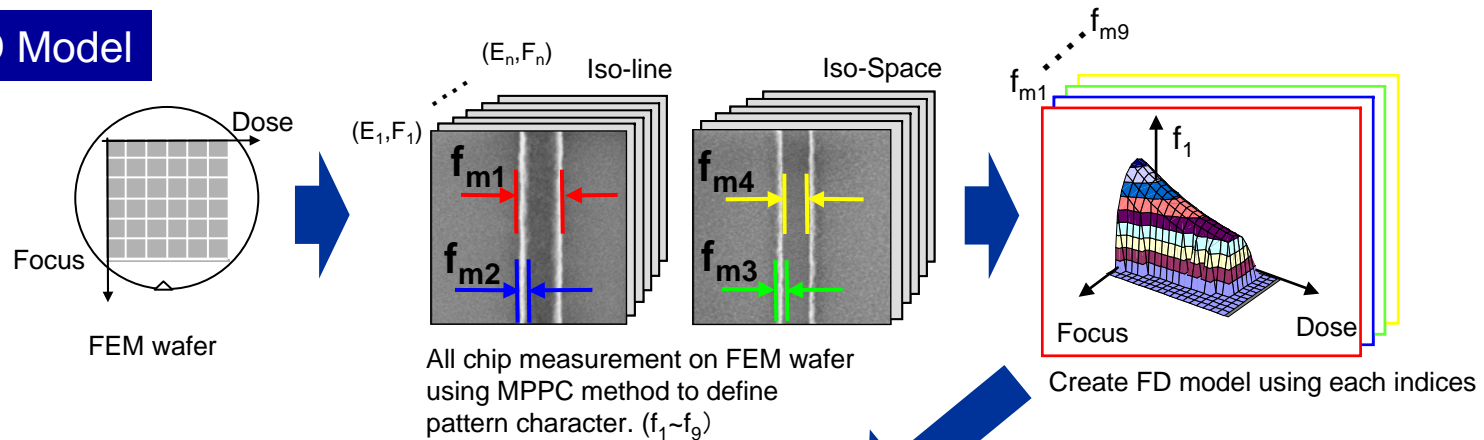 Model
Dose
Focus
FEM wafer
(Eₙ,Fₙ)
(E₁,F₁)
Iso-line
fₘ₁
fₘ₂
Iso-Space
fₘ₄
fₘ₃
All chip measurement on FEM wafer
using MPPC method to define
pattern character. (f₁~f₉)
fₘ₉
fₘ₁
f₁
Focus
Dose
Create FD model using each indices